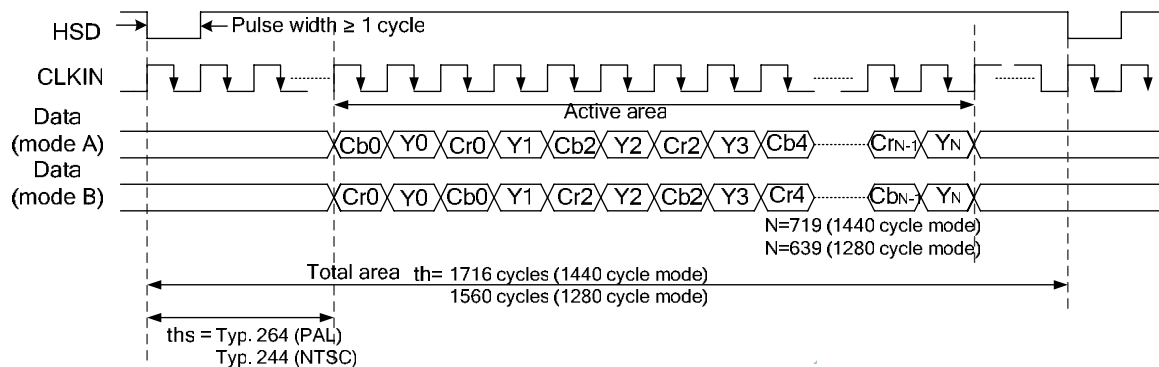 HSD
Pulse width ≥ 1 cycle
CLKIN
Active area
Data
(mode A)
Cb0 Y0 Cr0 Y1 Cb2 Y2 Cr2 Y3 Cb4 CrN-1 YN
Data
(mode B)
Cr0 Y0 Cb0 Y1 Cr2 Y2 Cb2 Y3 Cr4 CbN-1 YN
N=719 (1440 cycle mode)
N=639 (1280 cycle mode)
Total area th= 1716 cycles (1440 cycle mode)
1560 cycles (1280 cycle mode)
ths = Typ. 264 (PAL)
Typ. 244 (NTSC)